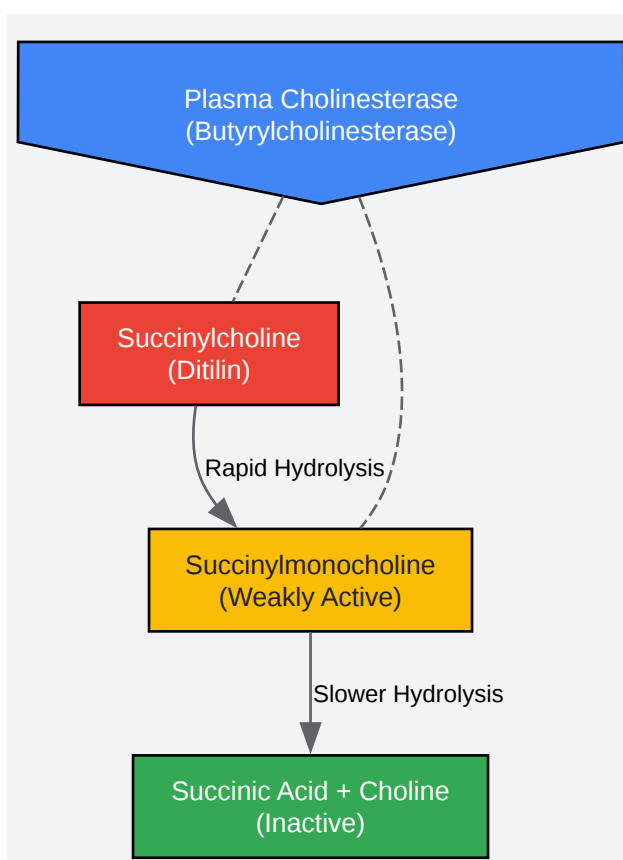 Plasma Cholinesterase
(Butyrylcholinesterase)
Succinylcholine
(Ditilin)
Rapid Hydrolysis
Succinylmonocholine
(Weakly Active)
Slower Hydrolysis
Succinic Acid + Choline
(Inactive)